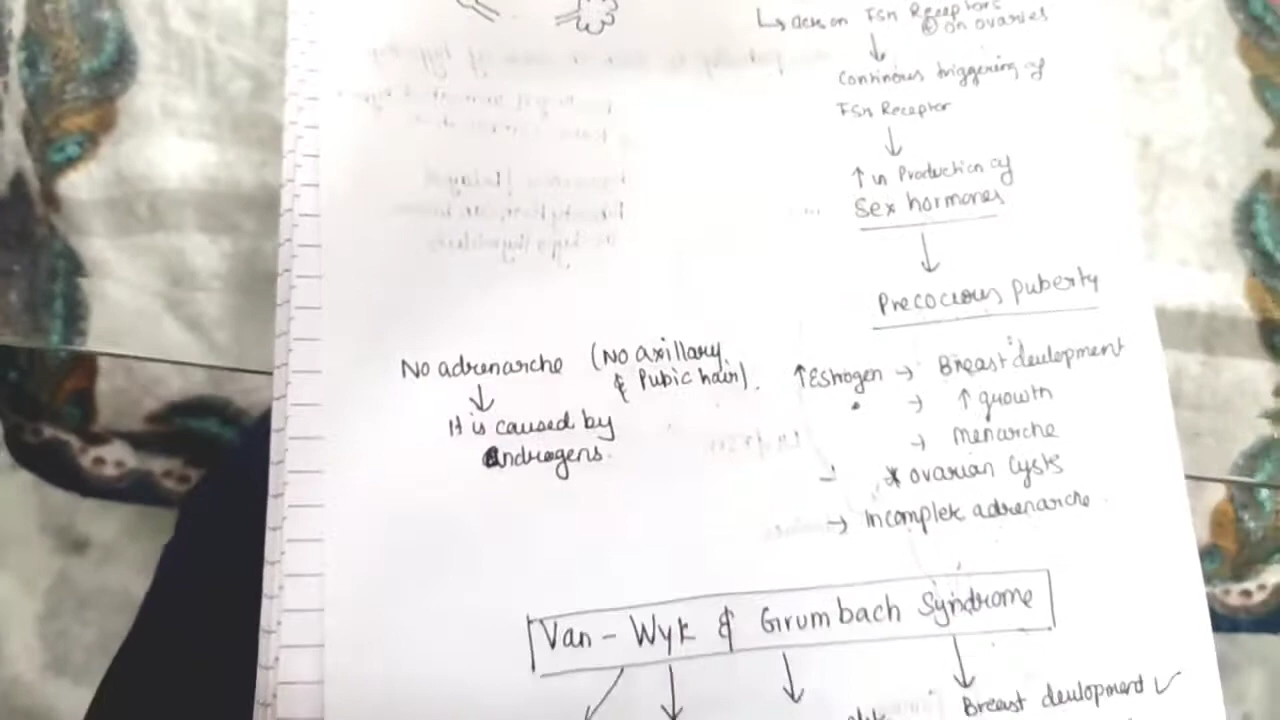 ↳ acts on FSH Receptors
on ovaries
↓
Continous triggering of
FSH Receptor
↓
↑ in Production of
Sex hormones
↓
Precocious puberty
No adrenarche (No axillary
& Pubic hair).
↓
It is caused by
Androgens.
↑Estrogen → Breast development
→ ↑ growth
→ Menarche
→ * ovarian Cysts
→ Incomplete adrenarche.
Van - Wyk & Grumbach Syndrome
Breast development ✓